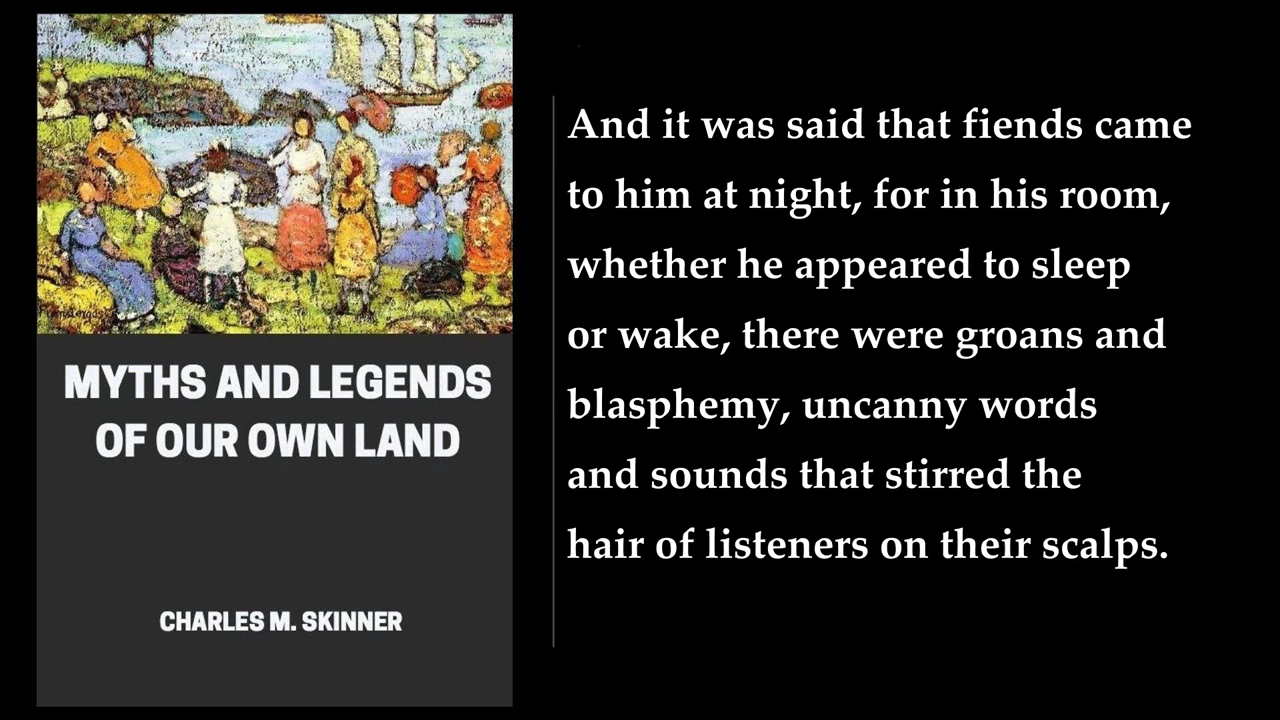 MYTHS AND LEGENDS
OF OUR OWN LAND
CHARLES M. SKINNER
And it was said that fiends came
to him at night, for in his room,
whether he appeared to sleep
or wake, there were groans and
blasphemy, uncanny words
and sounds that stirred the
hair of listeners on their scalps.